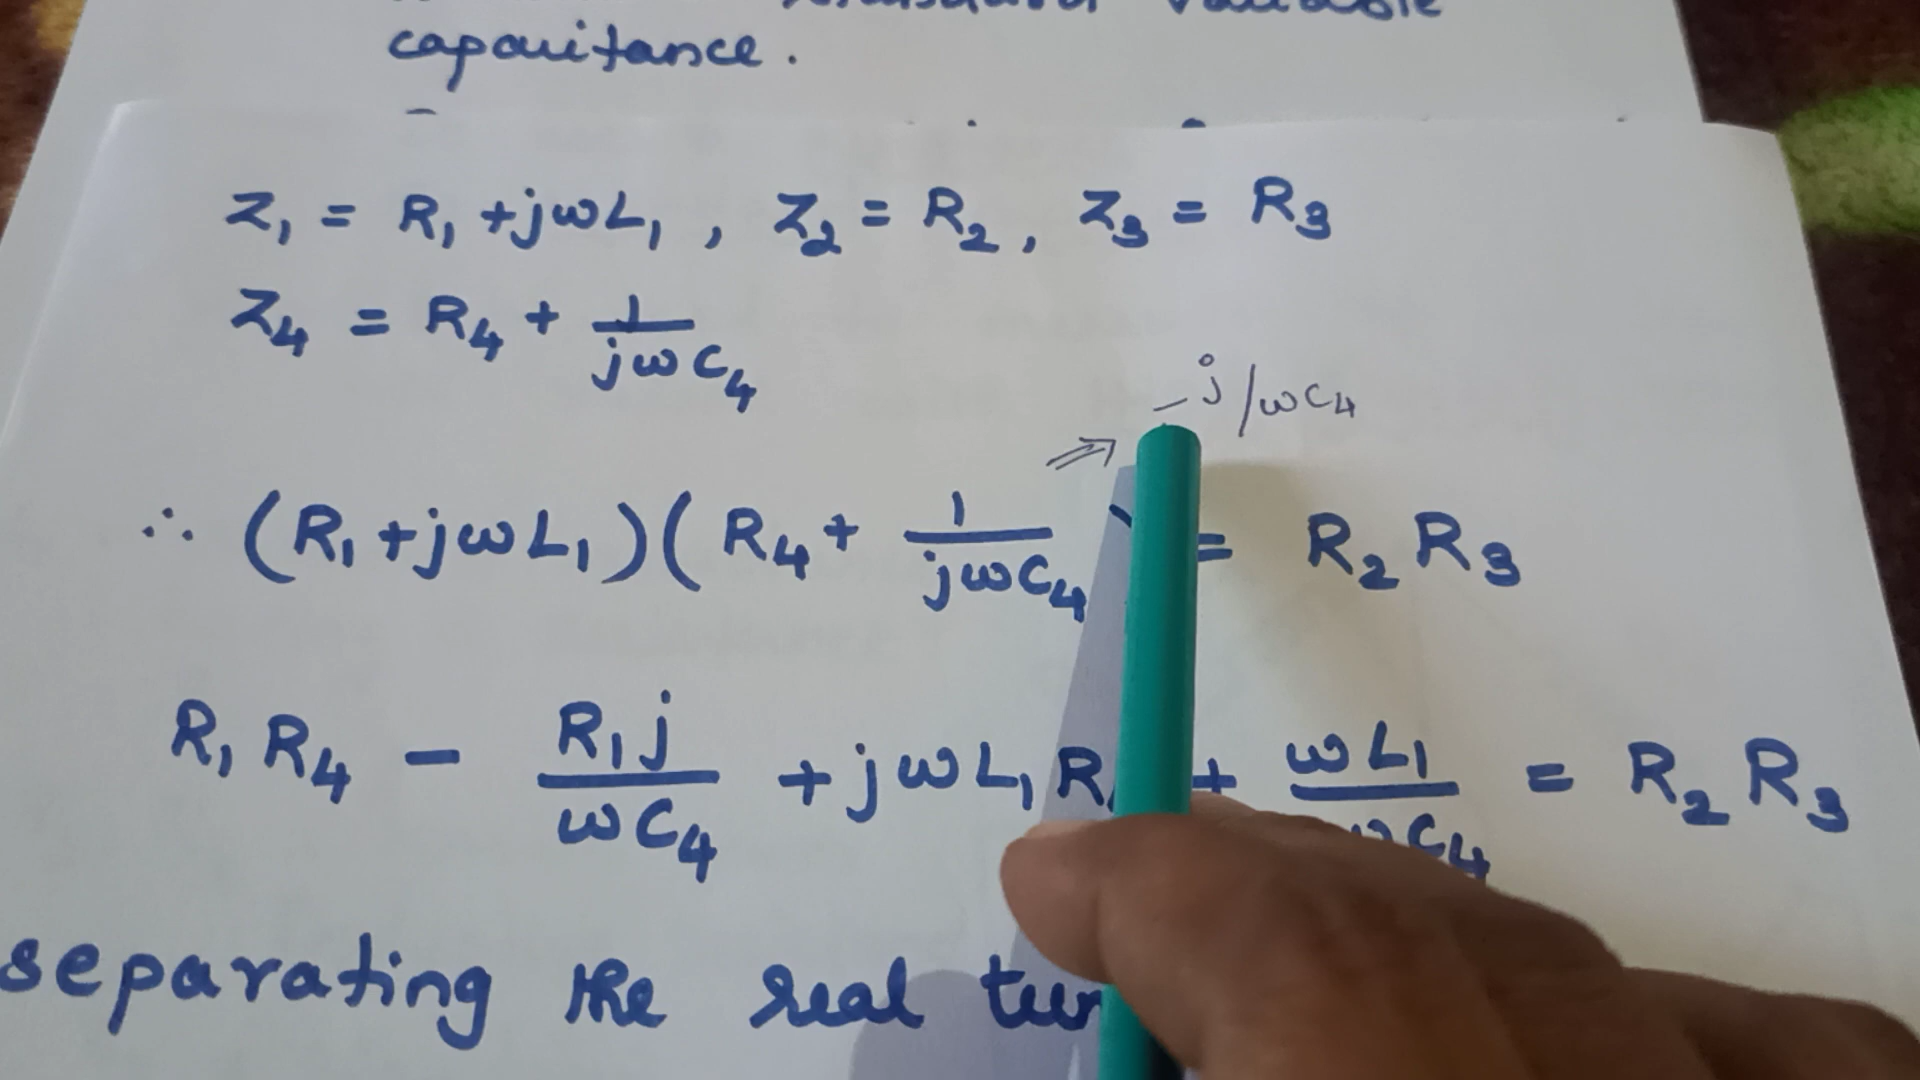 capacitance.
Z₁ = R₁ + jωL₁ , Z₂ = R₂ , Z₃ = R₃
Z₄ = R₄ + 1/jωC₄
⇒ -j/ωC₄
∴ (R₁ + jωL₁)(R₄ + 1/jωC₄ = R₂R₃
R₁R₄ - R₁j/ωC₄ + jωL₁R + ωL₁/ωC₄ = R₂R₃
separating the real